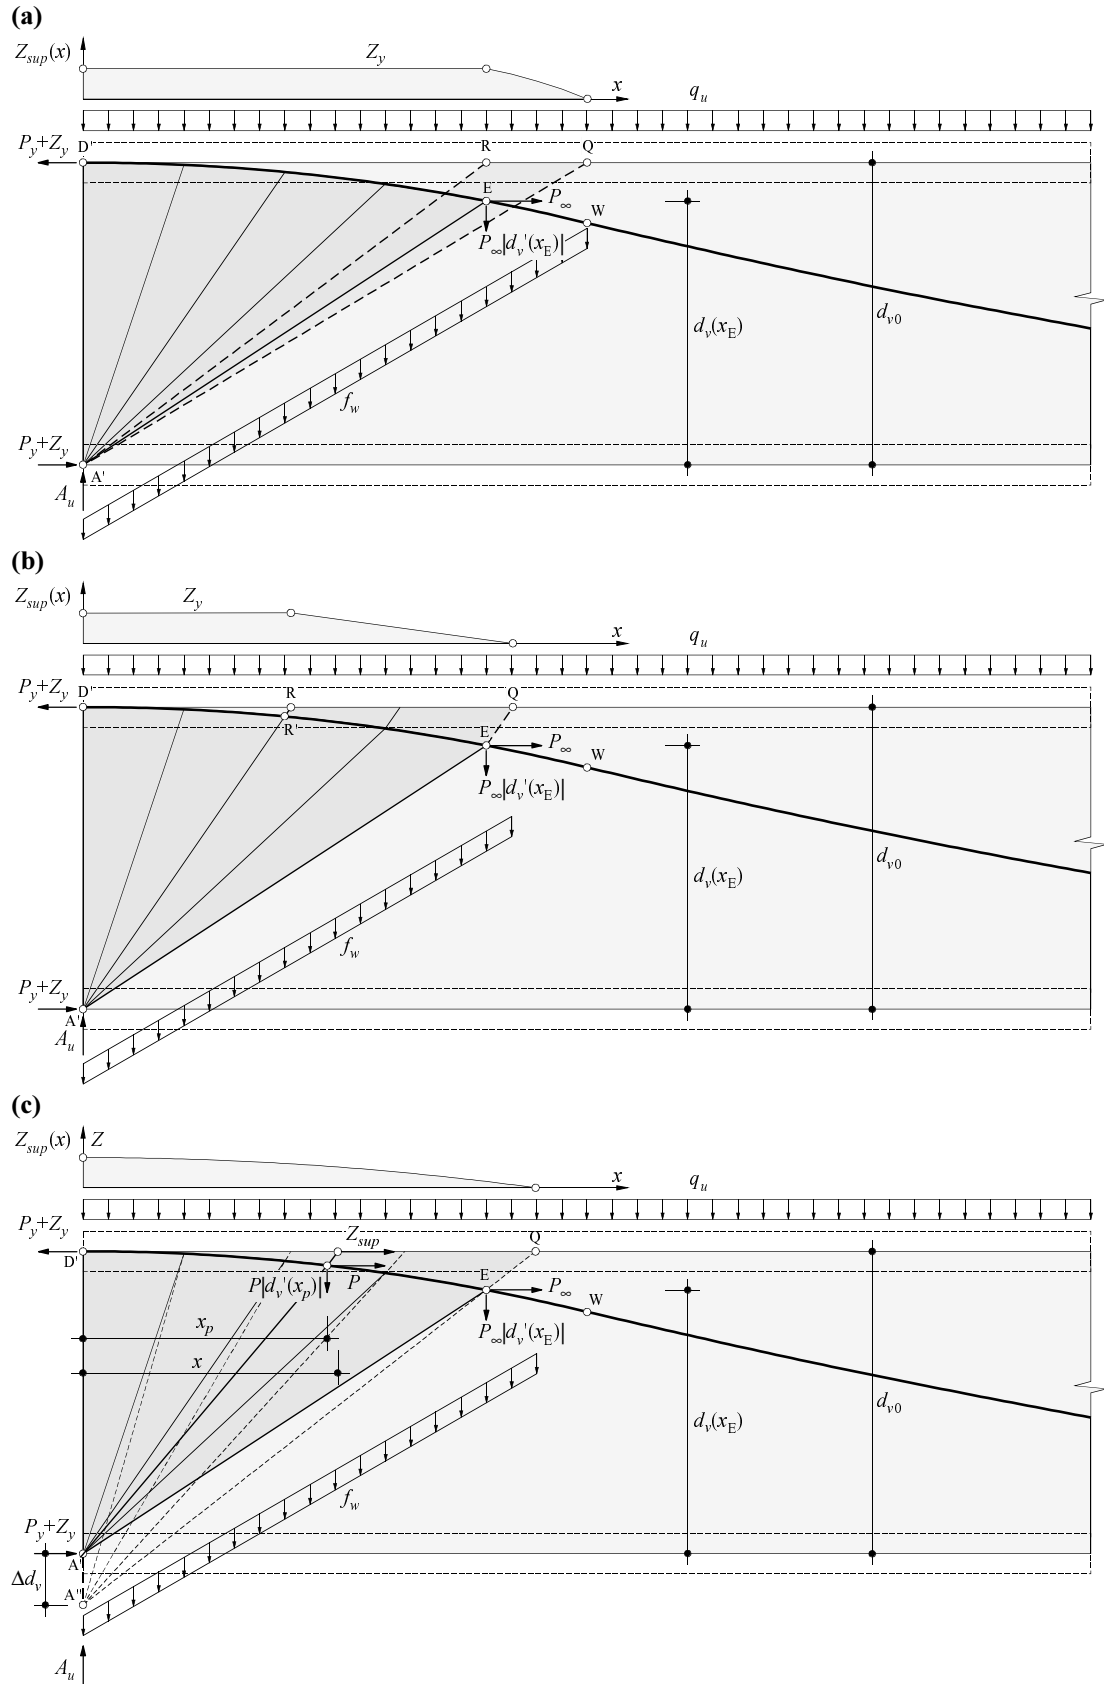 (a)
Z_sup(x)
Z_y
x
q_u
P_y+Z_y
D'
R
Q
E
P_∞
W
P_∞|d_v'(x_E)|
d_v(x_E)
d_v0
f_w
P_y+Z_y
A'
A_u
(b)
Z_sup(x)
Z_y
x
q_u
P_y+Z_y
D'
R
Q
R'
E
P_∞
W
P_∞|d_v'(x_E)|
d_v(x_E)
d_v0
f_w
P_y+Z_y
A'
A_u
(c)
Z_sup(x)
Z
x
q_u
P_y+Z_y
Z_sup
Q
D'
P|d_v'(x_p)|
P
E
P_∞
W
x_p
P_∞|d_v'(x_E)|
x
d_v0
d_v(x_E)
f_w
P_y+Z_y
A'
Δd_v
A''
A_u